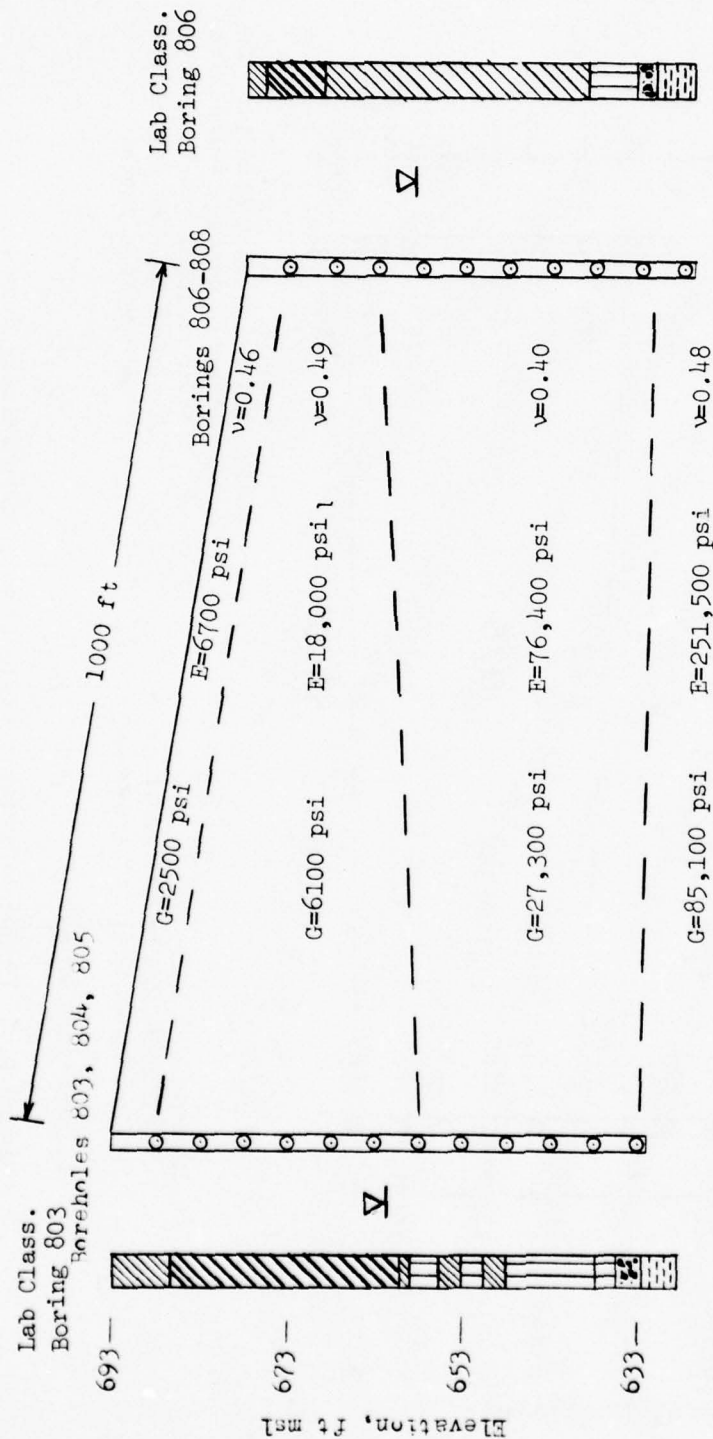 Lab Class.
Boring 803
Boreholes 803, 804, 805
1000 ft
Borings 806-808
Lab Class.
Boring 806
Elevation, ft msl
693
673
653
633
G=2500 psi
E=6700 psi
ν=0.46
G=6100 psi
E=18,000 psi
ν=0.49
G=27,300 psi
E=76,400 psi
ν=0.40
G=85,100 psi
E=251,500 psi
ν=0.48